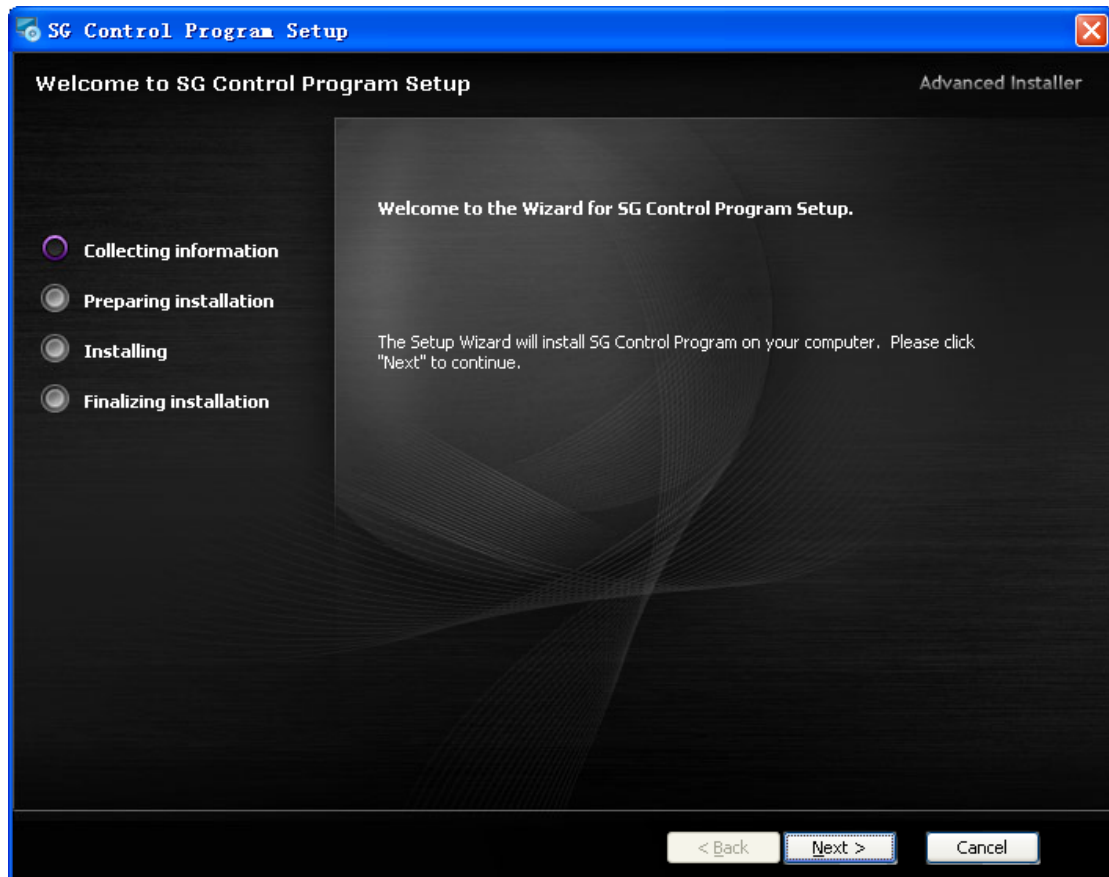 SG Control Program Setup
Welcome to SG Control Program Setup
Advanced Installer
Welcome to the Wizard for SG Control Program Setup.
Collecting information
Preparing installation
Installing
Finalizing installation
The Setup Wizard will install SG Control Program on your computer. Please click
"Next" to continue.
< Back
Next >
Cancel